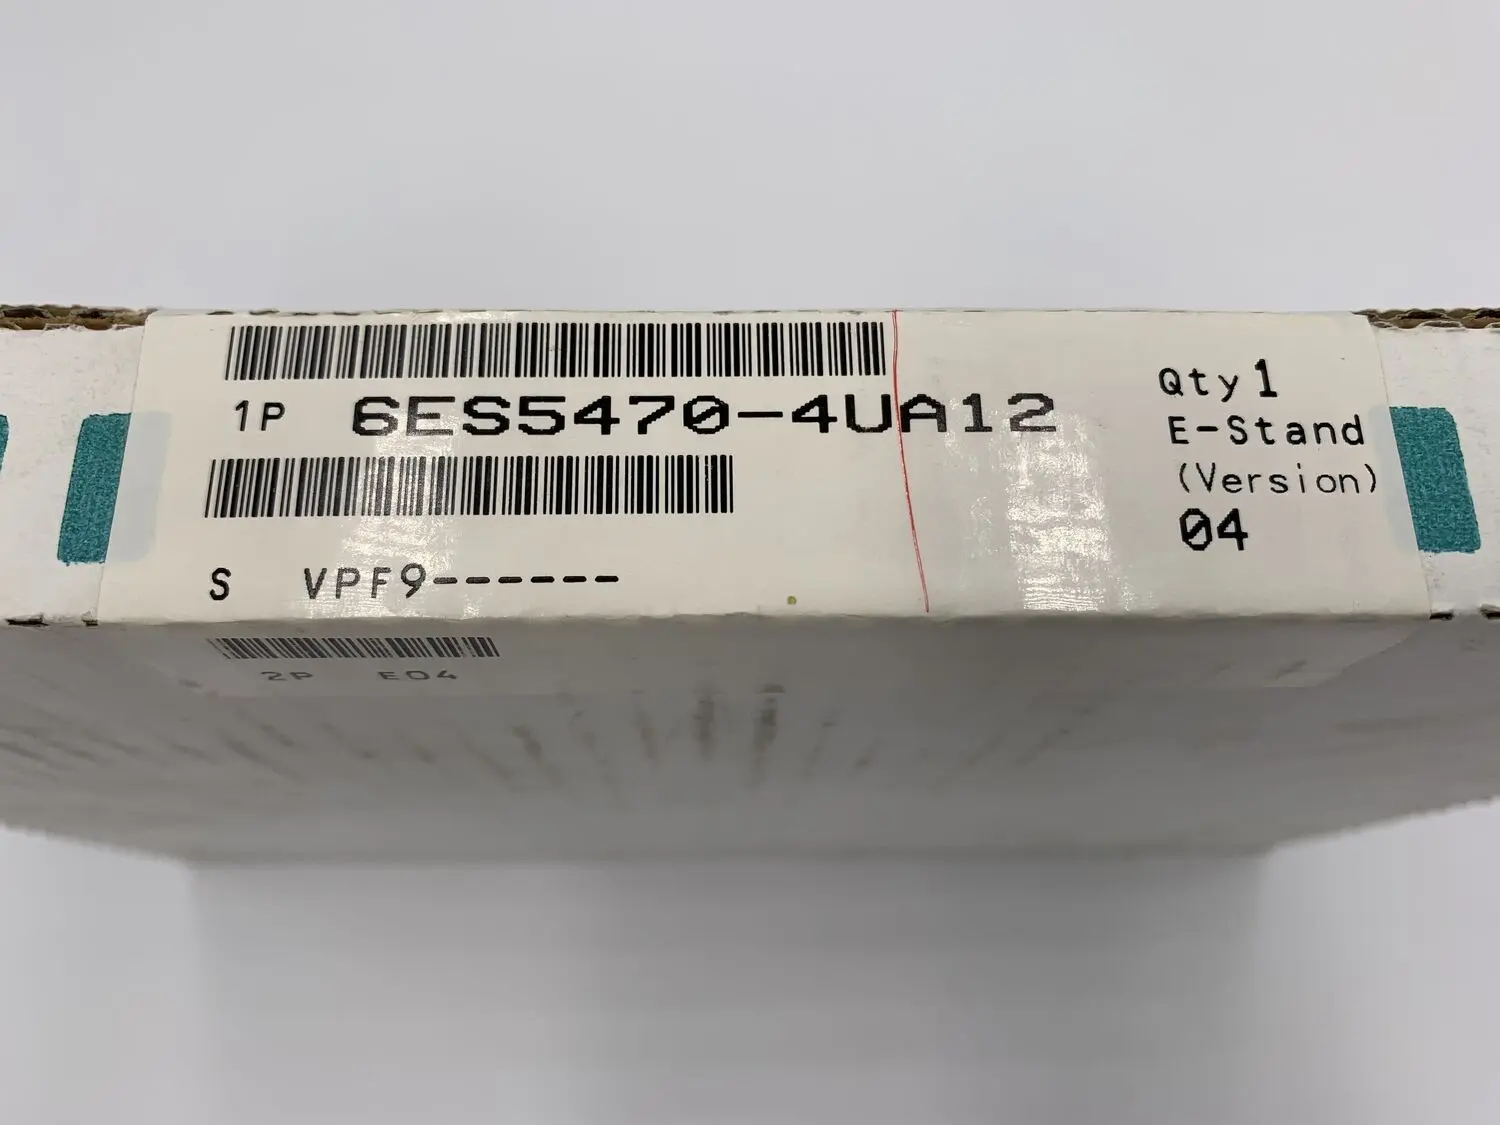 1P 6ES5470-4UA12
Qty 1
E-Stand
(Version)
04
S VPF9------
2P E04